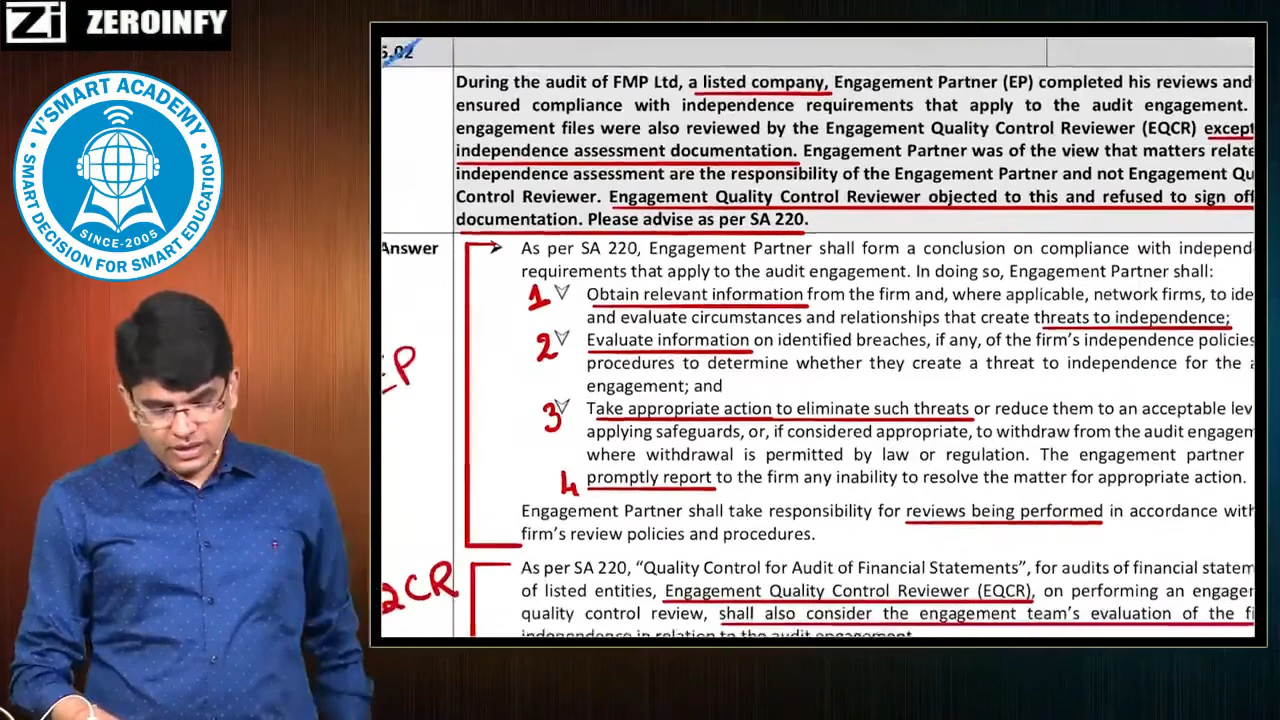 ZEROINFY
V'SMART ACADEMY
SMART DECISION FOR SMART EDUCATION
SINCE-2005
During the audit of FMP Ltd, a listed company, Engagement Partner (EP) completed his reviews and
ensured compliance with independence requirements that apply to the audit engagement.
engagement files were also reviewed by the Engagement Quality Control Reviewer (EQCR) except
independence assessment documentation. Engagement Partner was of the view that matters relate
independence assessment are the responsibility of the Engagement Partner and not Engagement Qu
Control Reviewer. Engagement Quality Control Reviewer objected to this and refused to sign off
documentation. Please advise as per SA 220.
Answer
As per SA 220, Engagement Partner shall form a conclusion on compliance with independ
requirements that apply to the audit engagement. In doing so, Engagement Partner shall:
1 Obtain relevant information from the firm and, where applicable, network firms, to ide
and evaluate circumstances and relationships that create threats to independence;
2 Evaluate information on identified breaches, if any, of the firm's independence policies
procedures to determine whether they create a threat to independence for the a
engagement; and
3 Take appropriate action to eliminate such threats or reduce them to an acceptable lev
applying safeguards, or, if considered appropriate, to withdraw from the audit engagem
where withdrawal is permitted by law or regulation. The engagement partner
4 promptly report to the firm any inability to resolve the matter for appropriate action.
EP
Engagement Partner shall take responsibility for reviews being performed in accordance with
firm's review policies and procedures.
QCR
As per SA 220, "Quality Control for Audit of Financial Statements", for audits of financial statem
of listed entities, Engagement Quality Control Reviewer (EQCR), on performing an engagem
quality control review, shall also consider the engagement team's evaluation of the fi
independence in relation to the audit engagement.